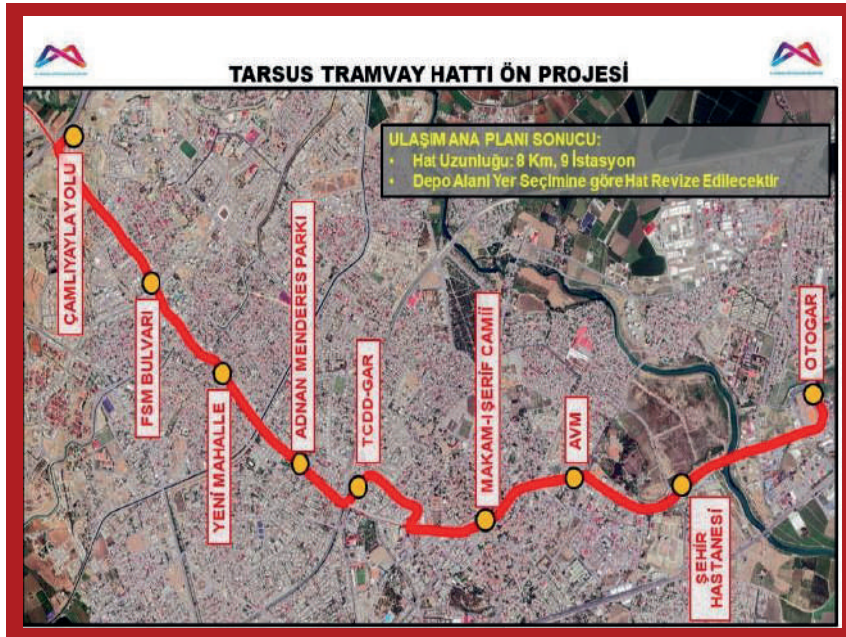 TARSUS TRAMVAY HATTI ÖN PROJESİ
ULAŞIM ANA PLANI SONUCU:
• Hat Uzunluğu: 8 Km, 9 İstasyon
• Depo Alani Yer Seçimine göre Hat Revize Edilecektir
ÇAMLIYAYLA YOLU
FSM BULVARI
YENİ MAHALLE
ADNAN MENDERES PARKI
TCDD-GAR
MAKAM-I ŞERİF CAMİİ
AVM
ŞEHİR
HASTANESİ
OTOGAR